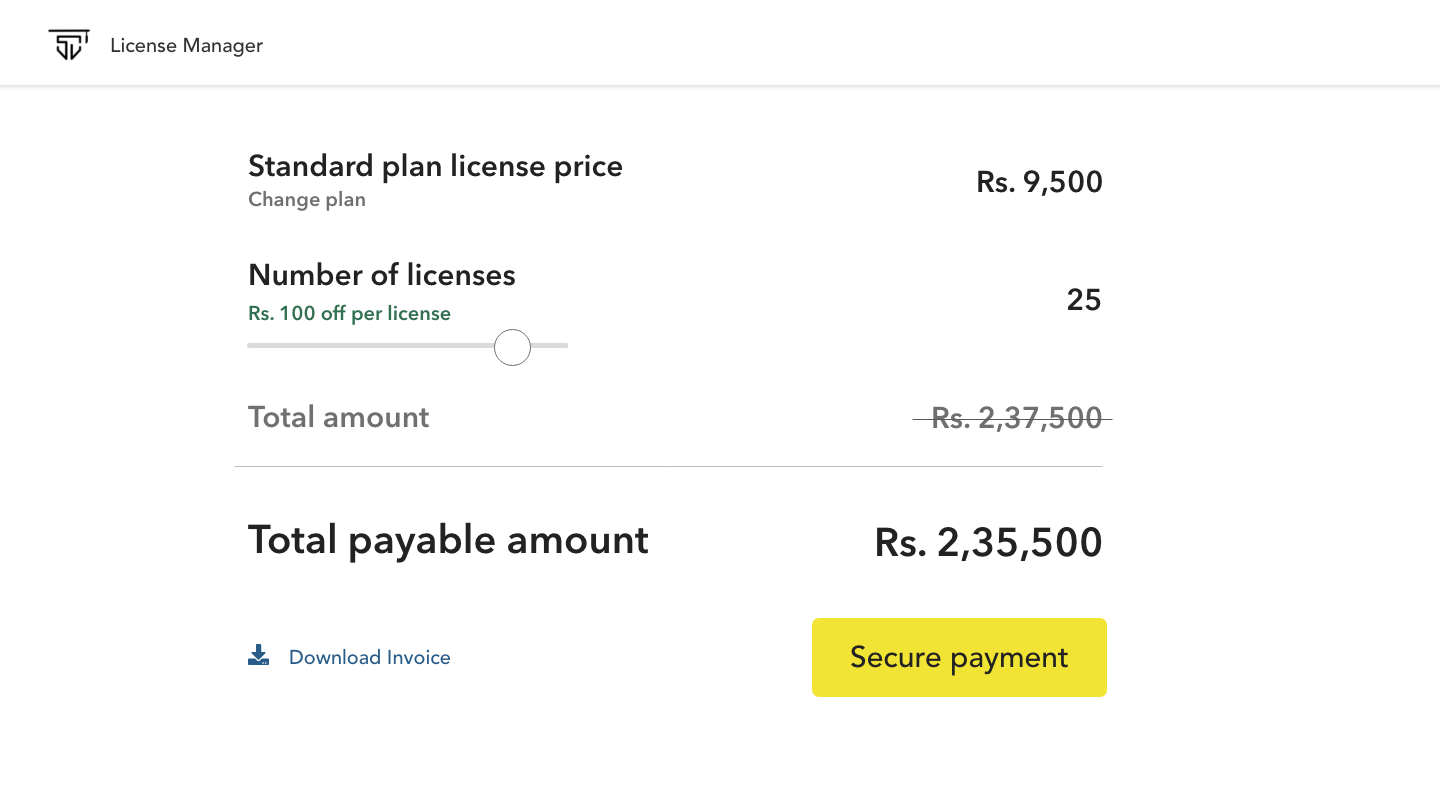 License Manager
Standard plan license price
Rs. 9,500
Change plan
Number of licenses
25
Rs. 100 off per license
Total amount
Rs. 2,37,500
Total payable amount
Rs. 2,35,500
Download Invoice
Secure payment